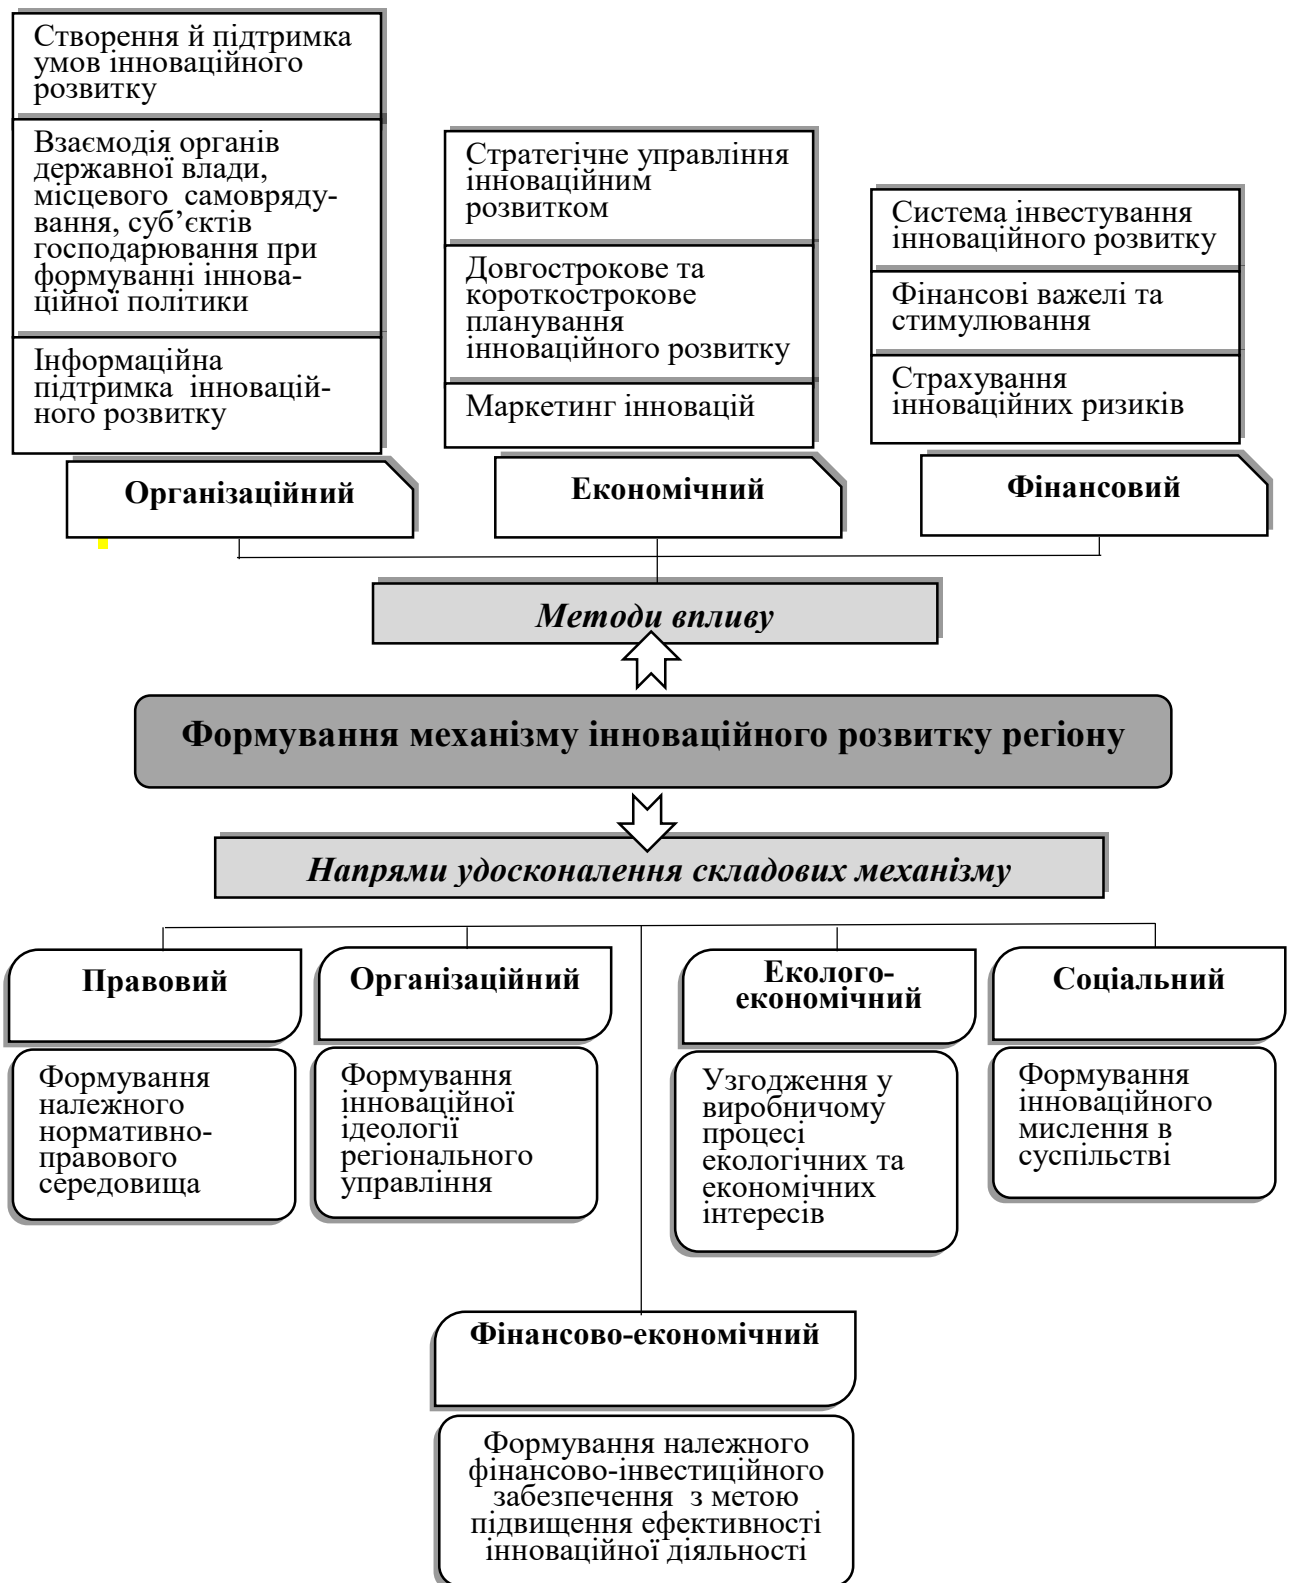 Створення й підтримка
умов інноваційного
розвитку
Взаємодія органів
державної влади,
місцевого самовряду-
вання, суб’єктів
господарювання при
формуванні іннова-
ційної політики
Інформаційна
підтримка інновацій-
ного розвитку
Організаційний
Стратегічне управління
інноваційним
розвитком
Довгострокове та
короткострокове
планування
інноваційного розвитку
Маркетинг інновацій
Економічний
Система інвестування
інноваційного розвитку
Фінансові важелі та
стимулювання
Страхування
інноваційних ризиків
Фінансовий
Методи впливу
Формування механізму інноваційного розвитку регіону
Напрями удосконалення складових механізму
Правовий
Формування
належного
нормативно-
правового
середовища
Організаційний
Формування
інноваційної
ідеології
регіонального
управління
Еколого-
економічний
Узгодження у
виробничому
процесі
екологічних та
економічних
інтересів
Соціальний
Формування
інноваційного
мислення в
суспільстві
Фінансово-економічний
Формування належного
фінансово-інвестиційного
забезпечення з метою
підвищення ефективності
інноваційної діяльності